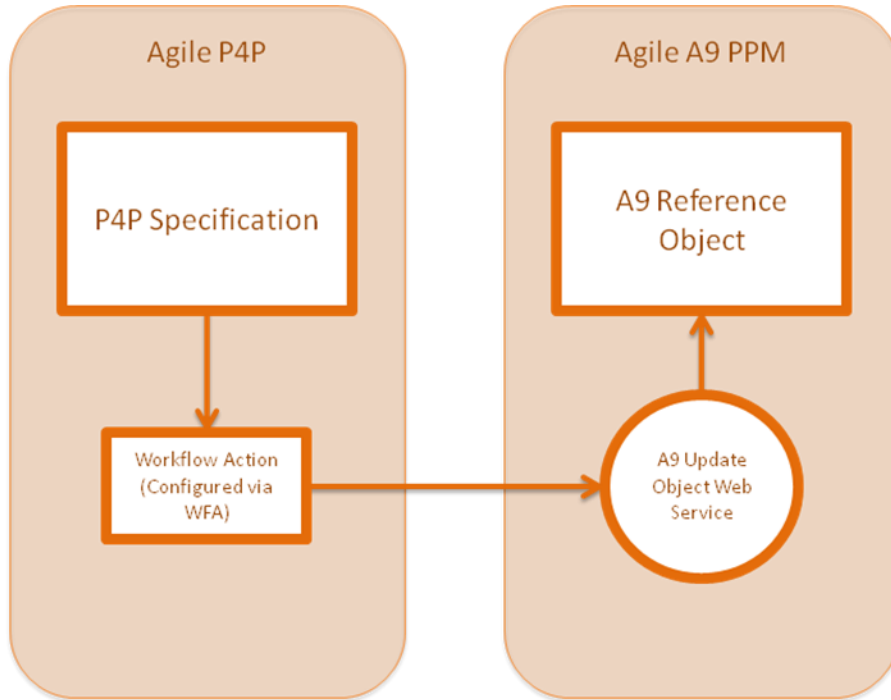 Agile P4P
P4P Specification
Workflow Action
(Configured via
WFA)
Agile A9 PPM
A9 Reference
Object
A9 Update
Object Web
Service